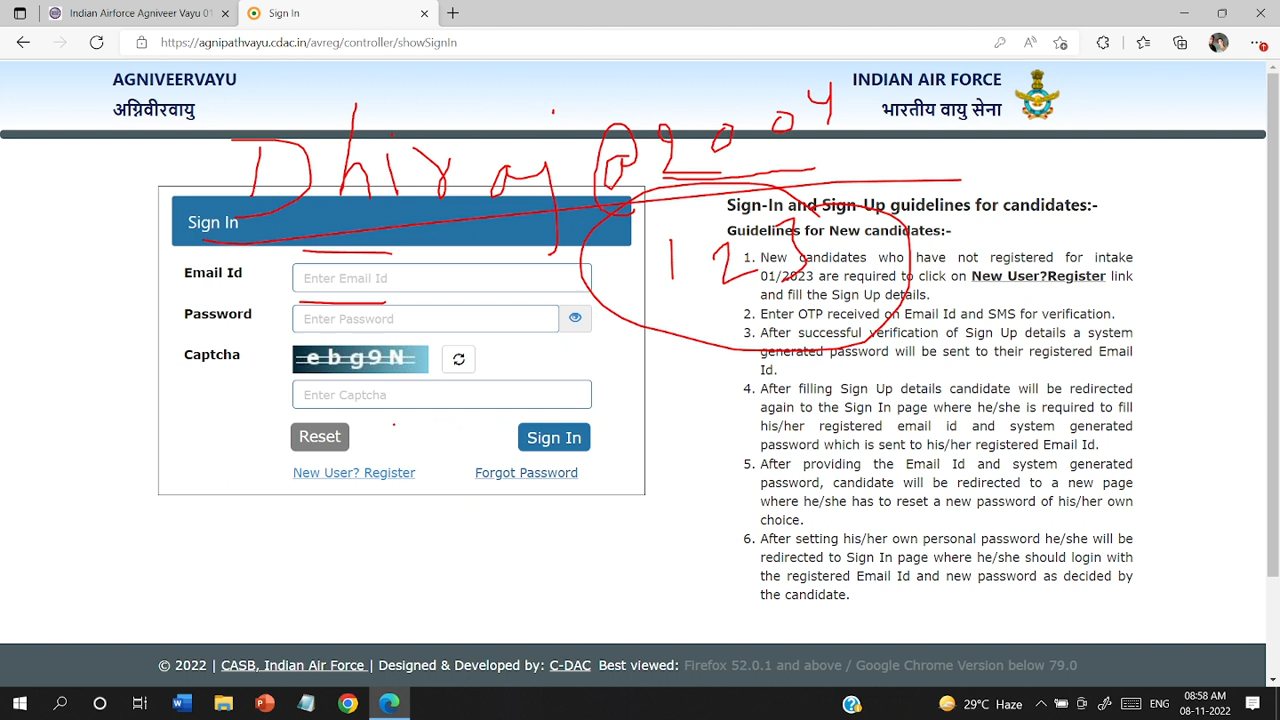 Indian Airforce Agniveer Vayu 01
Sign In
https://agnipathvayu.cdac.in/avreg/controller/showSignIn
AGNIVEERVAYU
अग्निवीरवायु
INDIAN AIR FORCE
भारतीय वायु सेना
Dhiraj@2004
123
Sign In
Email Id
Enter Email Id
Password
Enter Password
Captcha
ebg9N
Enter Captcha
Reset
Sign In
New User? Register
Forgot Password
Sign-In and Sign-Up guidelines for candidates:-
Guidelines for New candidates:-
1. New candidates who have not registered for intake
01/2023 are required to click on New User?Register link
and fill the Sign Up details.
2. Enter OTP received on Email Id and SMS for verification.
3. After successful verification of Sign Up details a system
generated password will be sent to their registered Email
Id.
4. After filling Sign Up details candidate will be redirected
again to the Sign In page where he/she is required to fill
his/her registered email id and system generated
password which is sent to his/her registered Email Id.
5. After providing the Email Id and system generated
password, candidate will be redirected to a new page
where he/she has to reset a new password of his/her own
choice.
6. After setting his/her own personal password he/she will be
redirected to Sign In page where he/she should login with
the registered Email Id and new password as decided by
the candidate.
© 2022 | CASB, Indian Air Force | Designed & Developed by: C-DAC Best viewed: Firefox 52.0.1 and above / Google Chrome Version below 79.0
29°C Haze
ENG
08:58 AM
08-11-2022